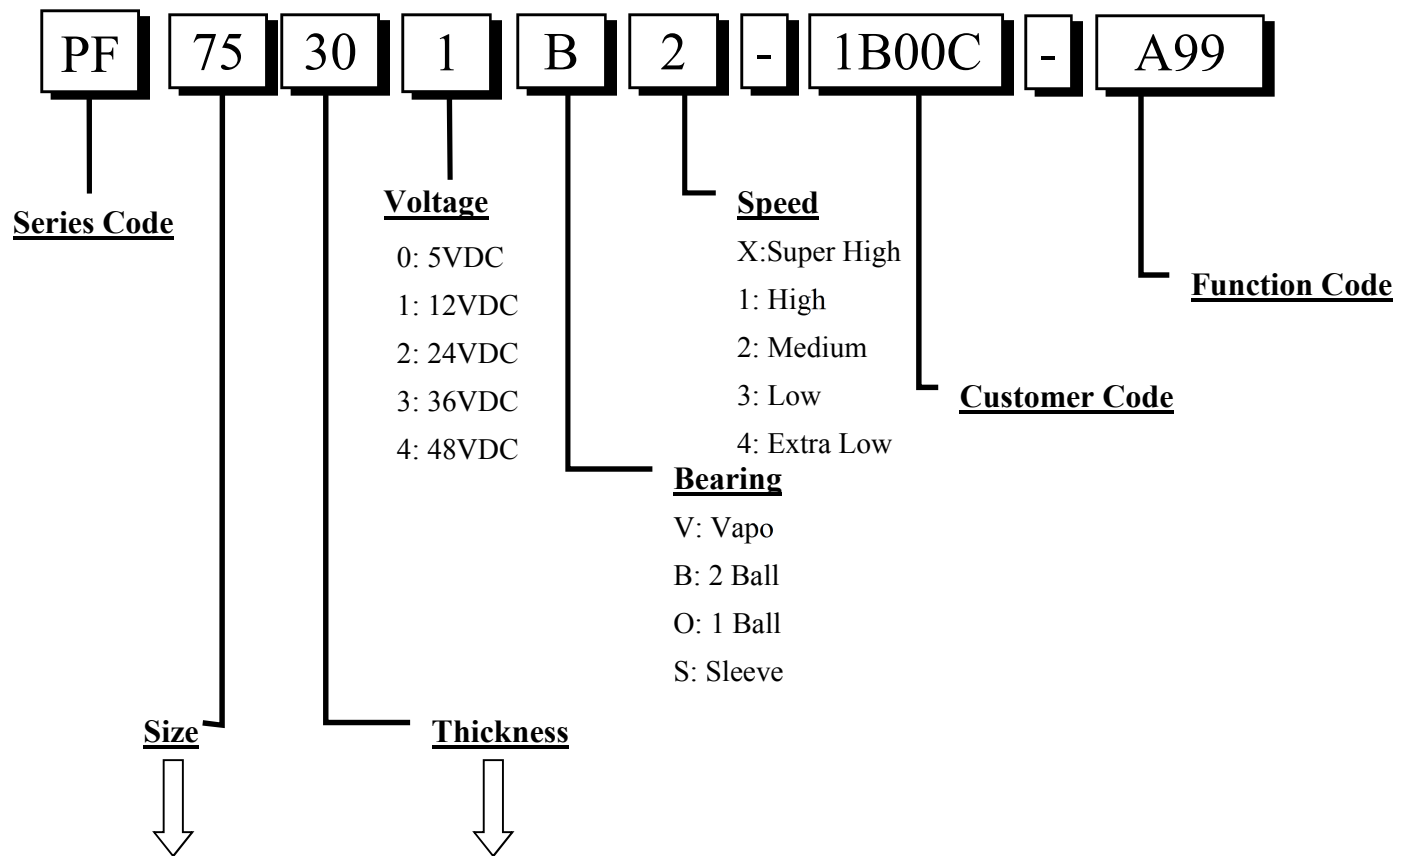 PF 75 30 1 B 2 - 1B00C - A99
Series Code
Voltage
0: 5VDC
1: 12VDC
2: 24VDC
3: 36VDC
4: 48VDC
Speed
X:Super High
1: High
2: Medium
3: Low
4: Extra Low
Function Code
Customer Code
Bearing
V: Vapo
B: 2 Ball
O: 1 Ball
S: Sleeve
Size
Thickness